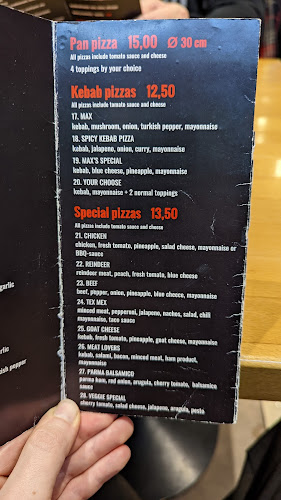 Pan pizza 15,00 Ø 30 cm
All pizzas include tomato sauce and cheese
4 toppings by your choice
Kebab pizzas 12,50
All pizzas include tomato sauce and cheese
17. MAX
kebab, mushroom, onion, turkish pepper, mayonnaise
18. SPICY KEBAB PIZZA
kebab, jalapeno, onion, curry, mayonnaise
19. MAX'S SPECIAL
kebab, blue cheese, pineapple, mayonnaise
20. YOUR CHOOSE
kebab, mayonnaise + 2 normal toppings
Special pizzas 13,50
All pizzas include tomato sauce and cheese
21. CHICKEN
chicken, fresh tomato, pineapple, salad cheese, mayonnaise or
BBQ-sauce
22. REINDEER
reindeer meat, peach, fresh tomato, blue cheese
23. BEEF
beef, pepper, onion, pineapple, blue cheese, mayonnaise
24. TEX MEX
minced meat, pepperoni, jalapeno, nachos, salad, chili
mayonnaise, taco sauce
25. GOAT CHEESE
kebab, fresh tomato, pineapple, goat cheese, mayonnaise
26. MEAT LOVERS
kebab, salami, bacon, minced meat, ham product,
mayonnaise
27. PARMA BALSAMICO
parma ham, red onion, arugula, cherry tomato, balsamico
sauce
28. VEGGIE SPECIAL
cherry tomato, salad cheese, jalapeno, arugula, pesto
garlic
garlic
kish pepper